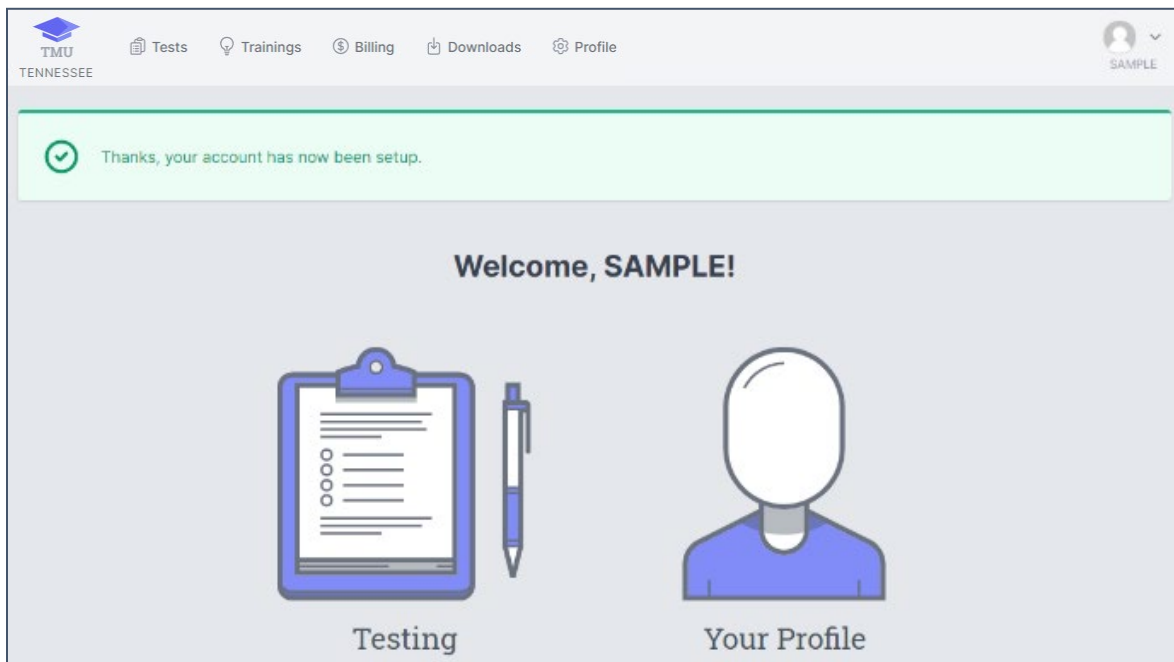 TMU
TENNESSEE
Tests Trainings Billing Downloads Profile
SAMPLE
Thanks, your account has now been setup.
Welcome, SAMPLE!
Testing Your Profile